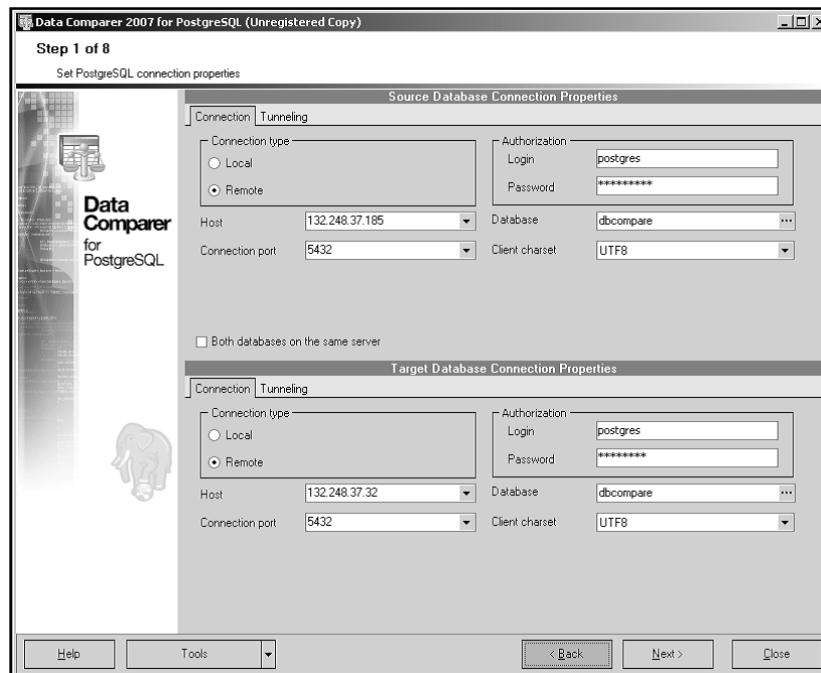 Data Comparer 2007 for PostgreSQL (Unregistered Copy)
Step 1 of 8
Set PostgreSQL connection properties
Data
Comparer
for
PostgreSQL
Source Database Connection Properties
Connection Tunneling
Connection type
Local
Remote
Authorization
Login postgres
Password *********
Host 132.248.37.185 Database dbcompare ...
Connection port 5432 Client charset UTF8
Both databases on the same server
Target Database Connection Properties
Connection Tunneling
Connection type
Local
Remote
Authorization
Login postgres
Password ********
Host 132.248.37.32 Database dbcompare ...
Connection port 5432 Client charset UTF8
Help Tools < Back Next > Close